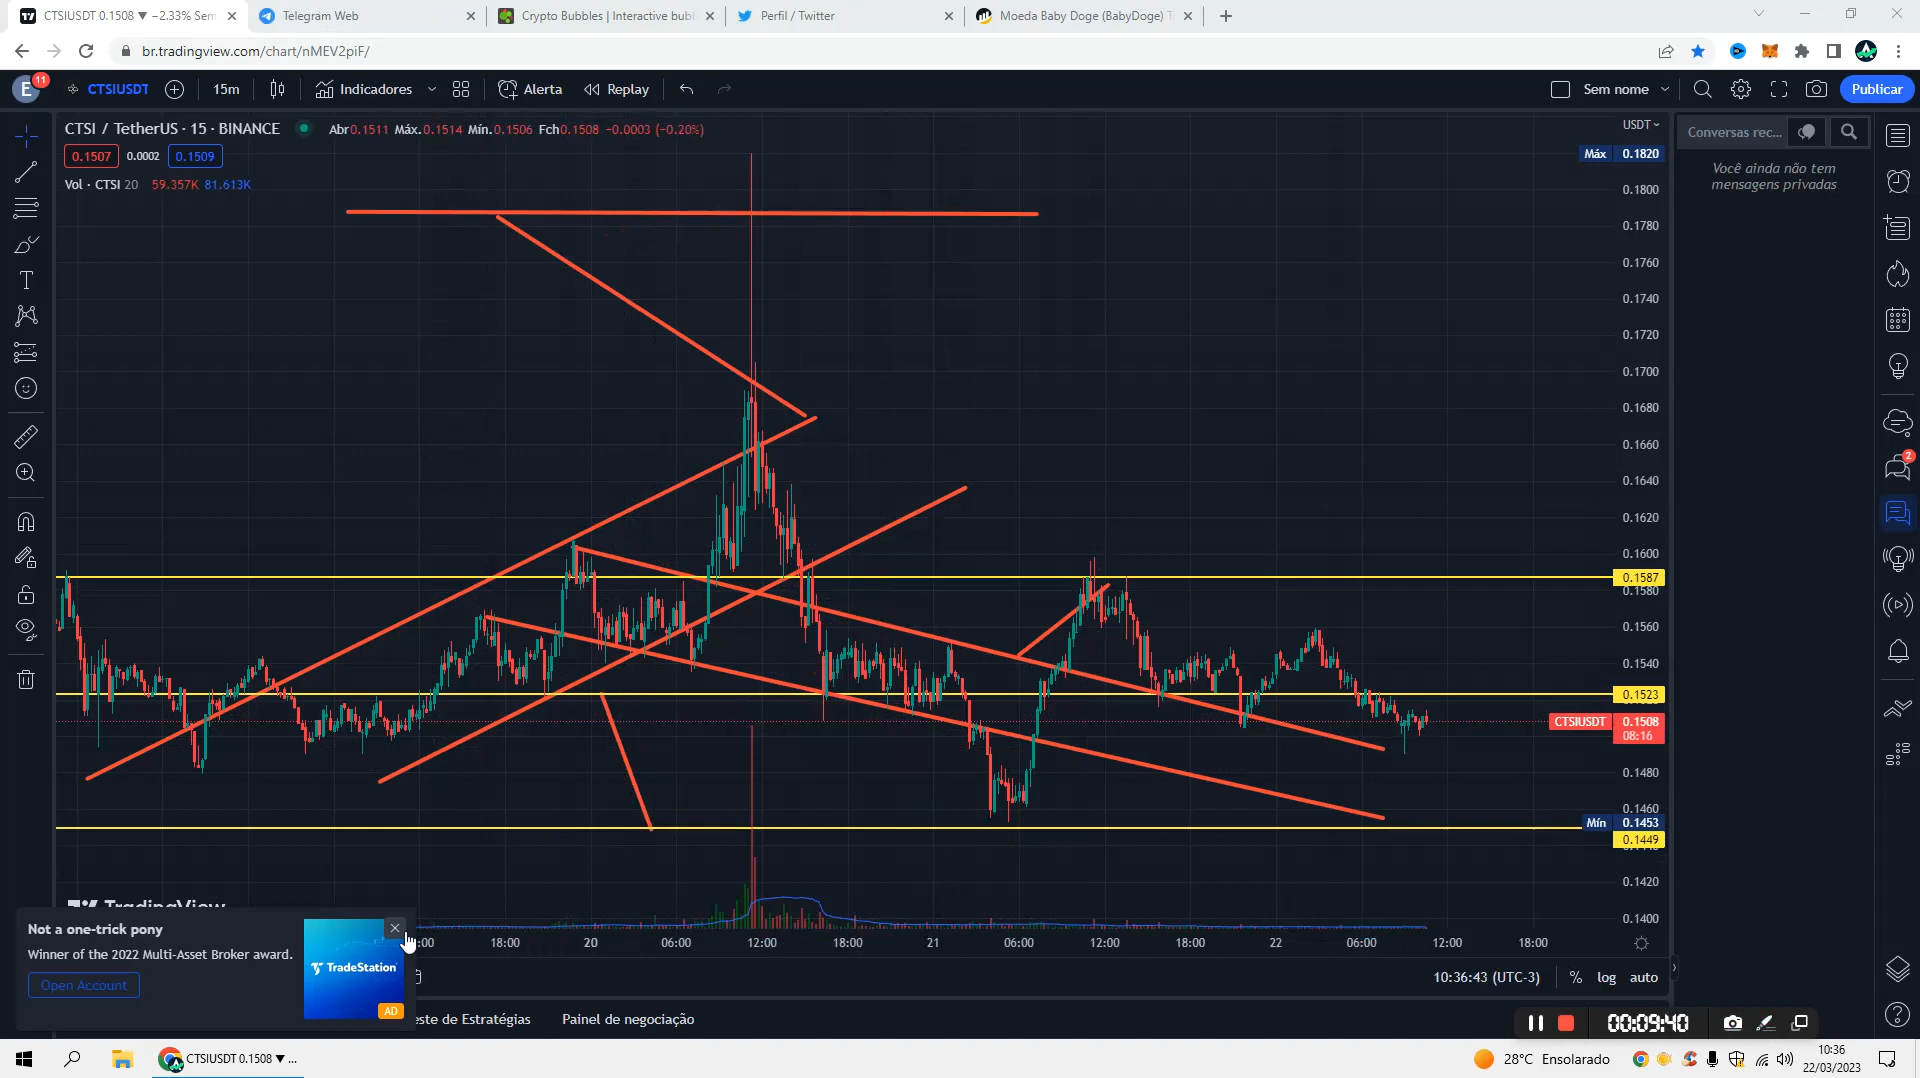 CTSIUSDT 0.1508 ▼ −2.33% Sem
Telegram Web
Crypto Bubbles | Interactive bub
Perfil / Twitter
Moeda Baby Doge (BabyDoge) T
br.tradingview.com/chart/nMEV2piF/
E
11
CTSIUSDT
15m
Indicadores
Alerta
Replay
Sem nome
Publicar
CTSI / TetherUS · 15 · BINANCE
Abr0.1511 Máx.0.1514 Mín.0.1506 Fch0.1508 −0.0003 (−0.20%)
0.1507
0.0002
0.1509
Vol · CTSI 20 59.357K 81.613K
USDT
Máx 0.1820
0.1800
0.1780
0.1760
0.1740
0.1720
0.1700
0.1680
0.1660
0.1640
0.1620
0.1600
0.1587
0.1580
0.1560
0.1540
0.1523
CTSIUSDT 0.1508
08:16
0.1480
0.1460
Mín 0.1453
0.1449
0.1420
0.1400
Conversas rec...
Você ainda não tem
mensagens privadas
2
TradingView
Not a one-trick pony
Winner of the 2022 Multi-Asset Broker award.
Open Account
TradeStation
AD
:00 18:00 20 06:00 12:00 18:00 21 06:00 12:00 18:00 22 06:00 12:00 18:00
10:36:43 (UTC-3)
% log auto
este de Estratégias
Painel de negociação
00:09:40
CTSIUSDT 0.1508 ▼ ...
28°C Ensolarado
10:36
22/03/2023